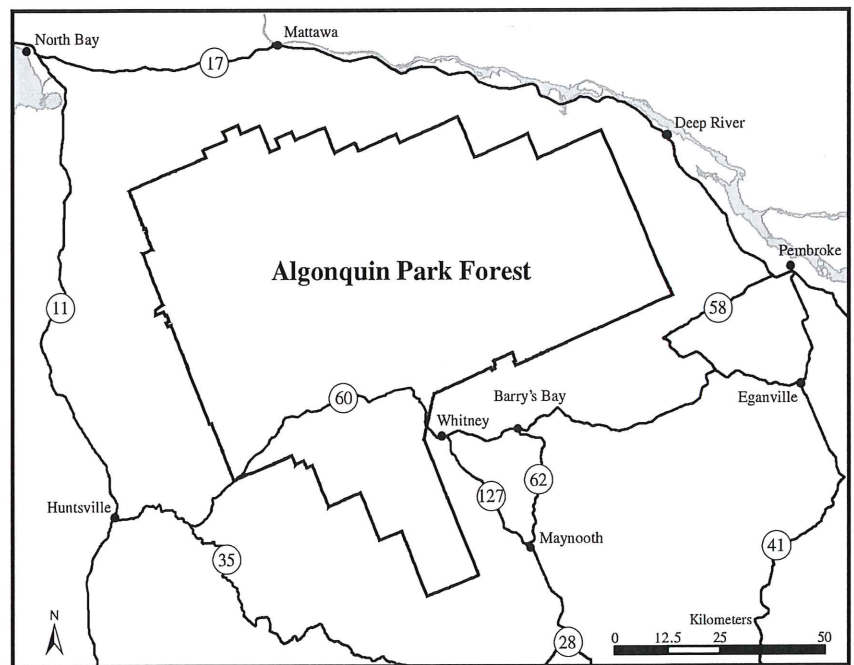 North Bay
Mattawa
17
Deep River
Algonquin Park Forest
Pembroke
11
58
60
Barry's Bay
Eganville
Whitney
127
62
Huntsville
Maynooth
35
41
N
Kilometers
28
0 12.5 25 50